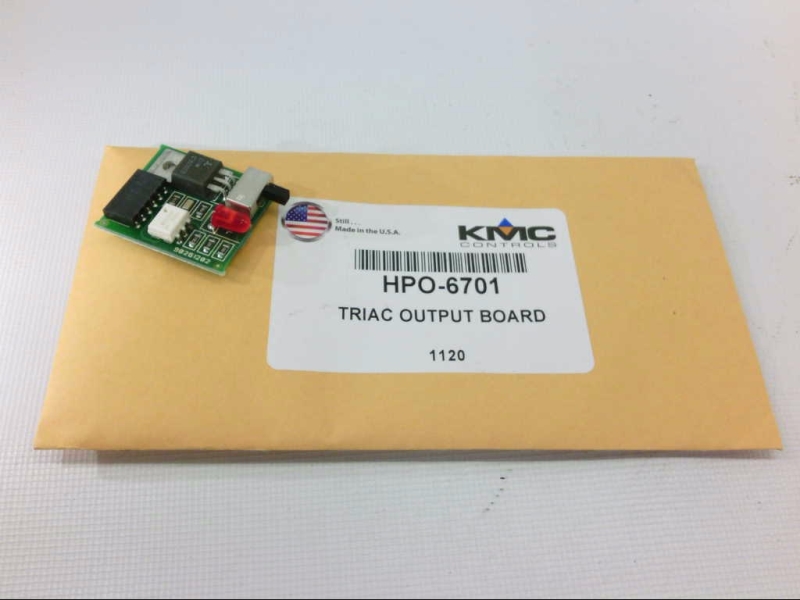 Still . . .
Made in the U.S.A.
KMC
CONTROLS
HPO-6701
TRIAC OUTPUT BOARD
1120